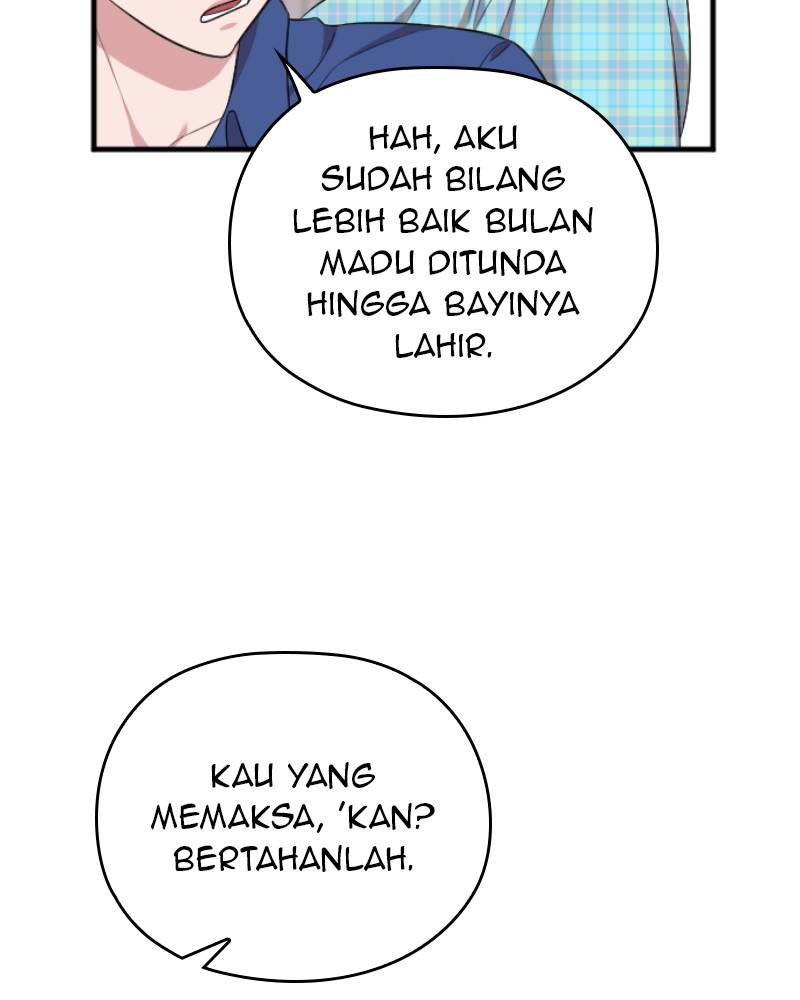 HAH, AKU
SUDAH BILANG
LEBIH BAIK BULAN
MADU DITUNDA
HINGGA BAYINYA
LAHIR.
KAU YANG
MEMAKSA, 'KAN?
BERTAHANLAH.